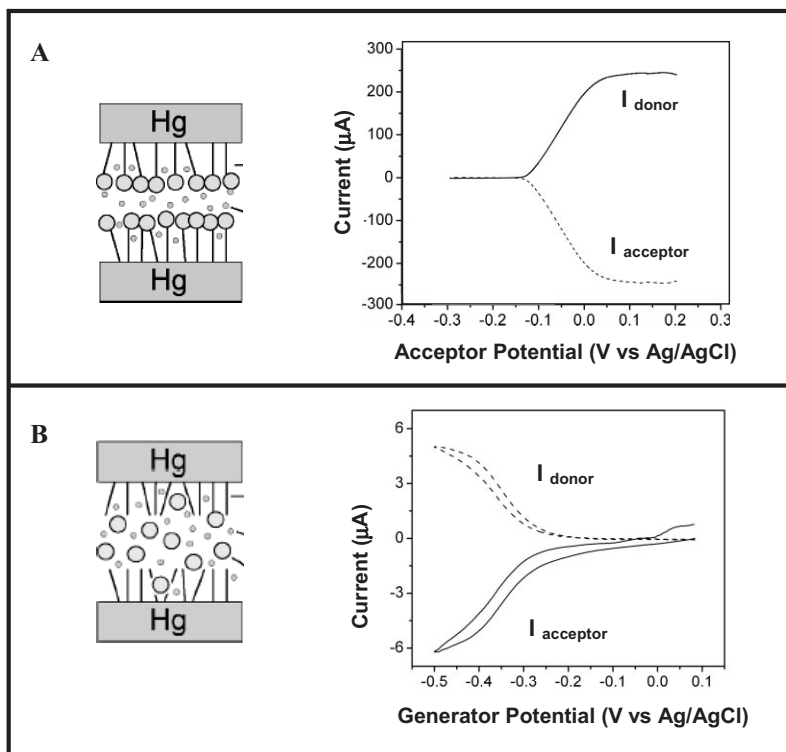 A
Hg
Hg
Current (µA)
300
200
100
0
-100
-200
-300
I donor
I acceptor
-0.4 -0.3 -0.2 -0.1 0.0 0.1 0.2 0.3
Acceptor Potential (V vs Ag/AgCl)
B
Hg
Hg
Current (µA)
6
3
0
-3
-6
I donor
I acceptor
-0.5 -0.4 -0.3 -0.2 -0.1 0.0 0.1
Generator Potential (V vs Ag/AgCl)